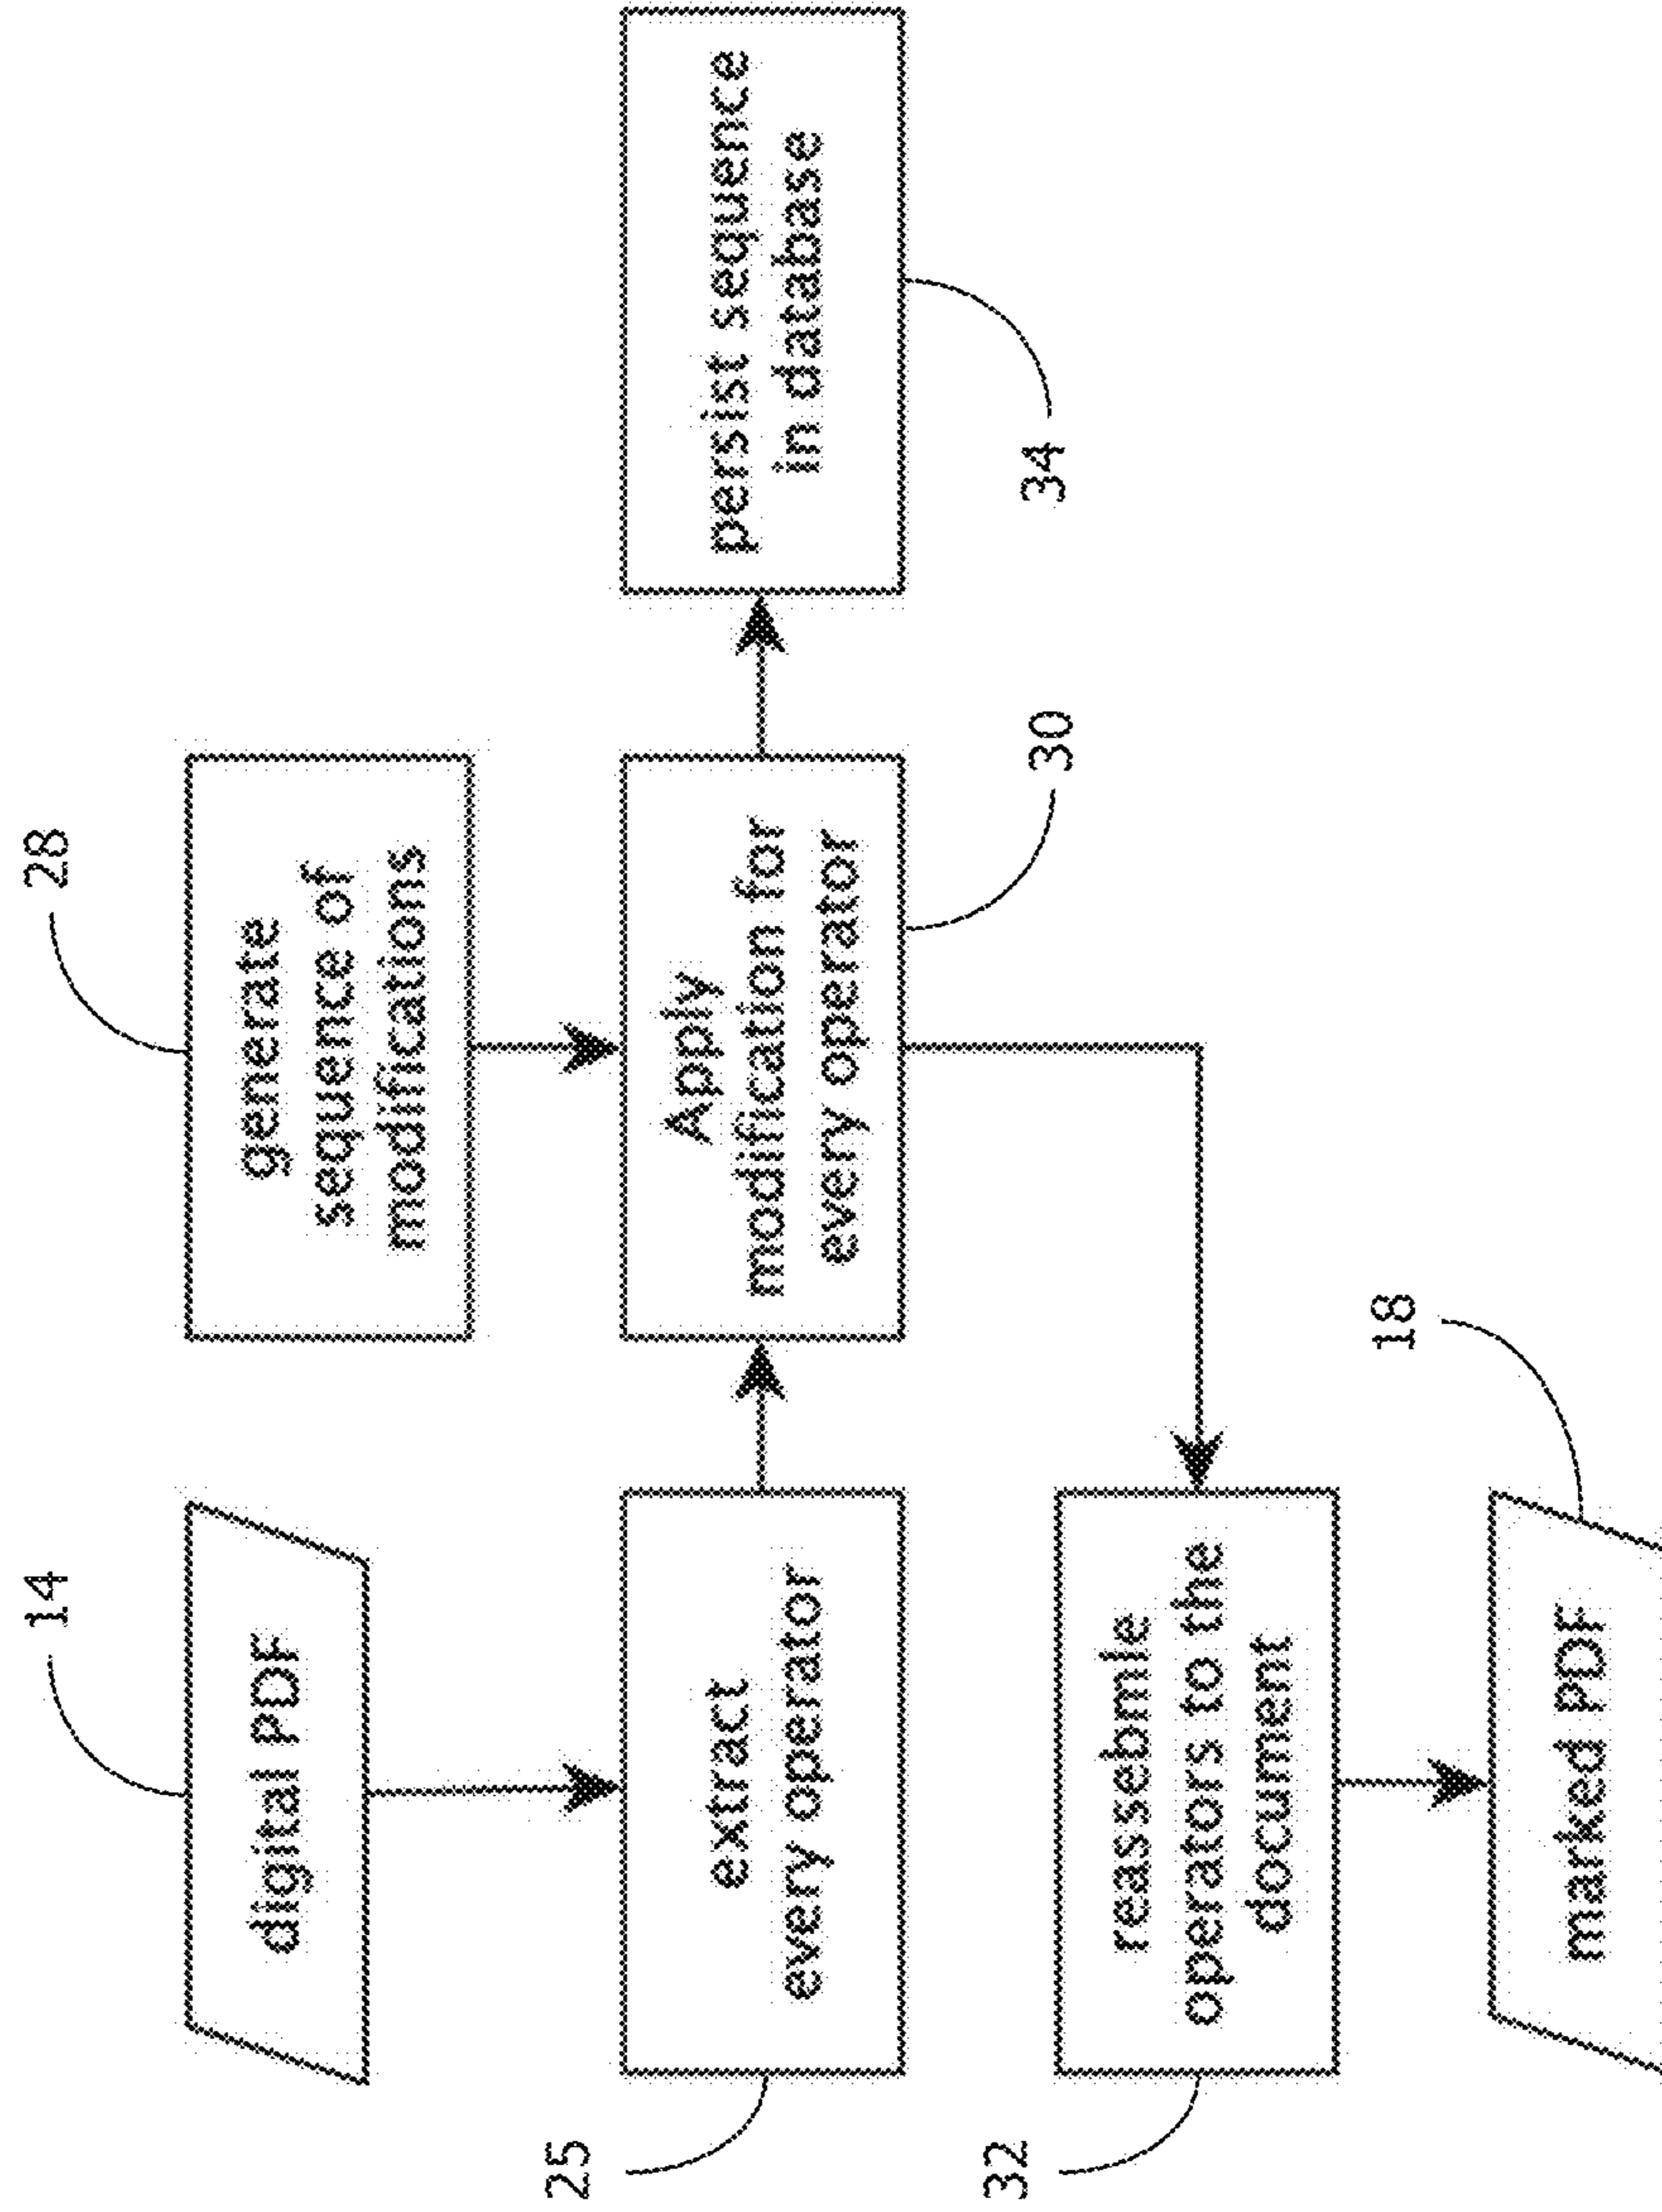 14
digital PDF
28
generate
sequence of
modifications
25
extract
every operator
Apply
modification for
every operator
30
persist sequence
in database
34
32
reassebmle
operators to the
document
18
marked PDF